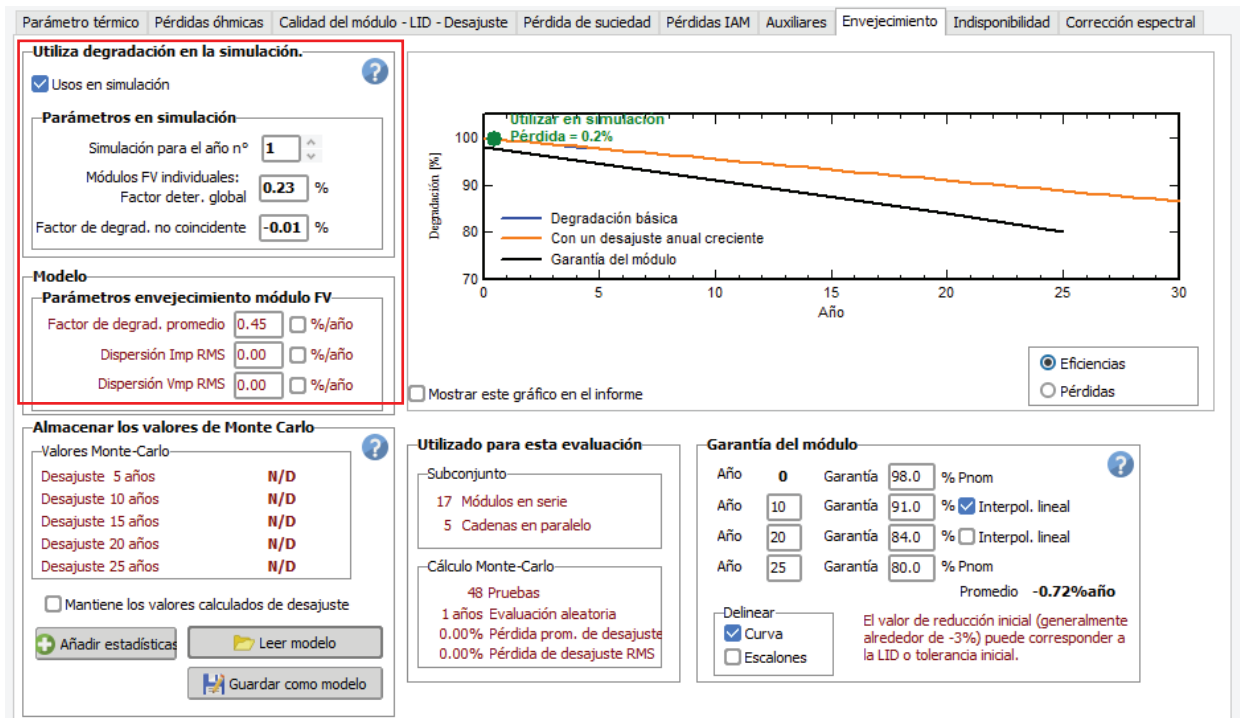 Parámetro térmico Pérdidas óhmicas Calidad del módulo - LID - Desajuste Pérdida de suciedad Pérdidas IAM Auxiliares Envejecimiento Indisponibilidad Corrección espectral
Utiliza degradación en la simulación.
?
Usos en simulación
Parámetros en simulación
Simulación para el año nº 1
Módulos FV individuales:
Factor deter. global 0.23 %
Factor de degrad. no coincidente -0.01 %
Modelo
Parámetros envejecimiento módulo FV
Factor de degrad. promedio 0.45 %/año
Dispersión Imp RMS 0.00 %/año
Dispersión Vmp RMS 0.00 %/año
Utilizar en simulación
Pérdida = 0.2%
100
90
80
70
Degradación [%]
Degradación básica
Con un desajuste anual creciente
Garantía del módulo
0 5 10 15 20 25 30
Año
Mostrar este gráfico en el informe
Eficiencias
Pérdidas
Almacenar los valores de Monte Carlo
?
Valores Monte-Carlo
Desajuste 5 años N/D
Desajuste 10 años N/D
Desajuste 15 años N/D
Desajuste 20 años N/D
Desajuste 25 años N/D
Mantiene los valores calculados de desajuste
Añadir estadísticas
Leer modelo
Guardar como modelo
Utilizado para esta evaluación
Subconjunto
17 Módulos en serie
5 Cadenas en paralelo
Cálculo Monte-Carlo
48 Pruebas
1 años Evaluación aleatoria
0.00% Pérdida prom. de desajuste
0.00% Pérdida de desajuste RMS
Garantía del módulo
?
Año 0 Garantía 98.0 % Pnom
Año 10 Garantía 91.0 % Interpol. lineal
Año 20 Garantía 84.0 % Interpol. lineal
Año 25 Garantía 80.0 % Pnom
Promedio -0.72%año
Delinear
Curva
Escalones
El valor de reducción inicial (generalmente
alrededor de -3%) puede corresponder a
la LID o tolerancia inicial.